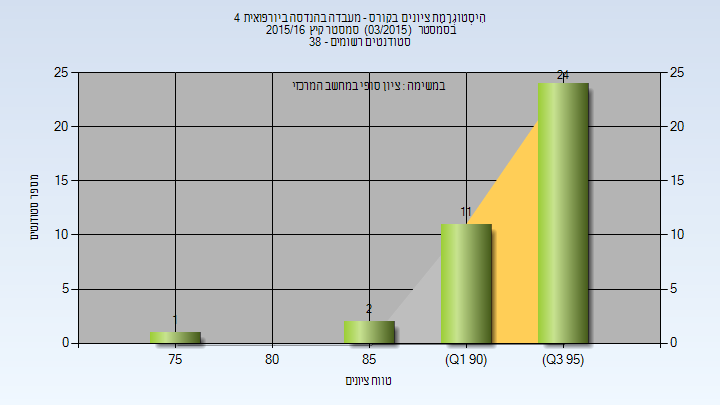 היסטוגרמת ציונים בקורס - מעבדה בהנדסה ביורפואית 4
בסמסטר (03/2015) סמסטר קיץ 2015/16
סטודנטים רשומים - 38
במשימה : ציון סופי במחשב המרכזי
מספר סטודנטים
25
20
15
10
5
0
25
20
15
10
5
0
1
2
11
24
75
80
85
(Q1 90)
(Q3 95)
טווח ציונים